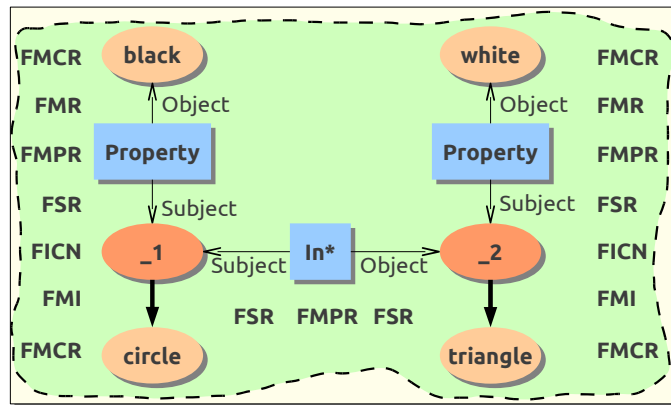 FMCR black white FMCR
FMR Object Object FMR
FMPR Property Property FMPR
FSR Subject Subject FSR
FICN _1 Subject In* Object _2 FICN
FMI FMI
FSR FMPR FSR
FMCR circle triangle FMCR